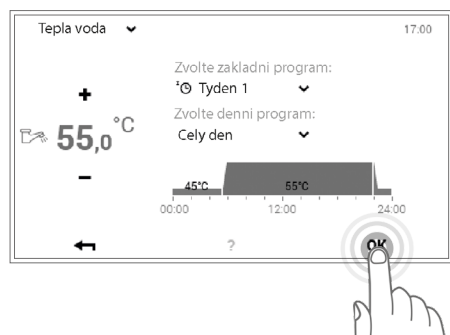 Tepla voda
17:00
Zvolte zakladni program:
Tyden 1
Zvolte denni program:
Cely den
+
55,0 °C
−
45°C 55°C
00:00 12:00 24:00
? OK